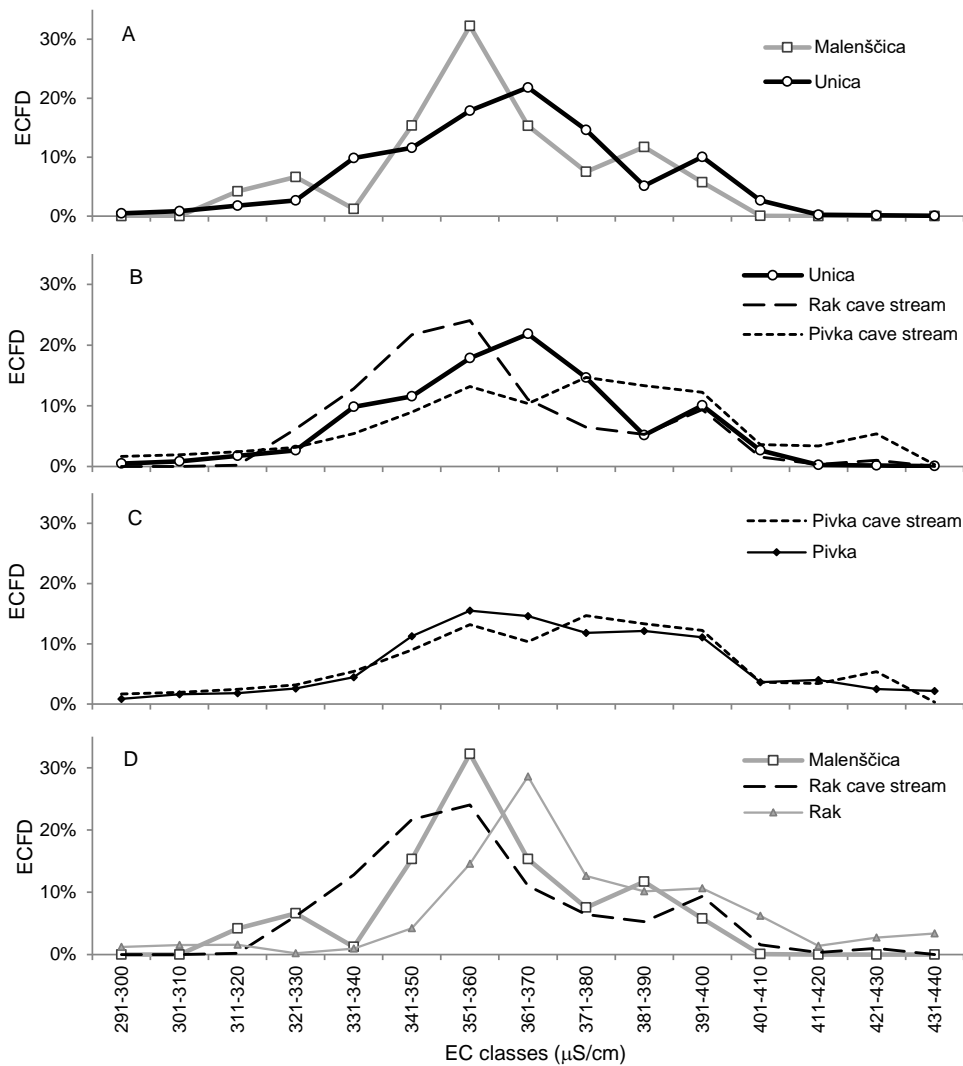 A
ECFD
30%
20%
10%
0%
Malenščica
Unica
B
ECFD
30%
20%
10%
0%
Unica
Rak cave stream
Pivka cave stream
C
ECFD
30%
20%
10%
0%
Pivka cave stream
Pivka
D
ECFD
30%
20%
10%
0%
Malenščica
Rak cave stream
Rak
291-300
301-310
311-320
321-330
331-340
341-350
351-360
361-370
371-380
381-390
391-400
401-410
411-420
421-430
431-440
EC classes (μS/cm)